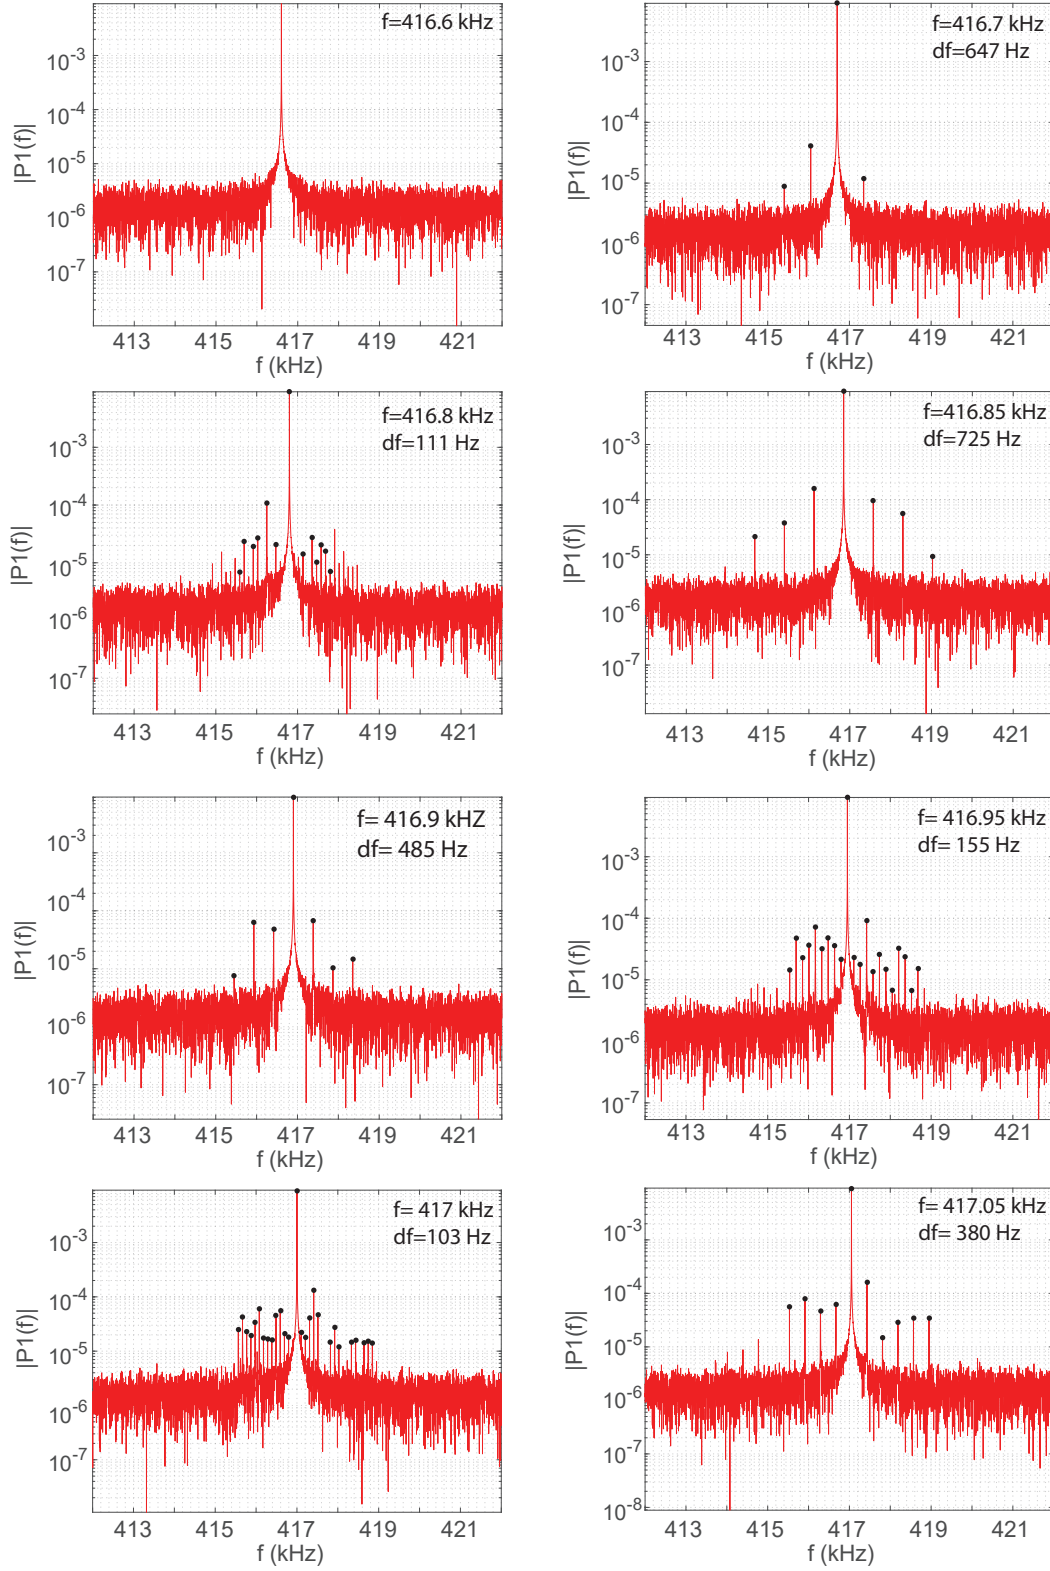 f=416.6 kHz
|P1(f)|
10-3
10-4
10-5
10-6
10-7
413 415 417 419 421
f (kHz)
f=416.7 kHz
df=647 Hz
|P1(f)|
10-3
10-4
10-5
10-6
10-7
413 415 417 419 421
f (kHz)
f=416.8 kHz
df=111 Hz
|P1(f)|
10-3
10-4
10-5
10-6
10-7
413 415 417 419 421
f (kHz)
f=416.85 kHz
df=725 Hz
|P1(f)|
10-3
10-4
10-5
10-6
10-7
413 415 417 419 421
f (kHz)
f= 416.9 kHZ
df= 485 Hz
|P1(f)|
10-3
10-4
10-5
10-6
10-7
413 415 417 419 421
f (kHz)
f= 416.95 kHz
df= 155 Hz
|P1(f)|
10-3
10-4
10-5
10-6
10-7
413 415 417 419 421
f (kHz)
f= 417 kHz
df=103 Hz
|P1(f)|
10-3
10-4
10-5
10-6
10-7
413 415 417 419 421
f (kHz)
f= 417.05 kHz
df= 380 Hz
|P1(f)|
10-3
10-4
10-5
10-6
10-7
10-8
413 415 417 419 421
f (kHz)